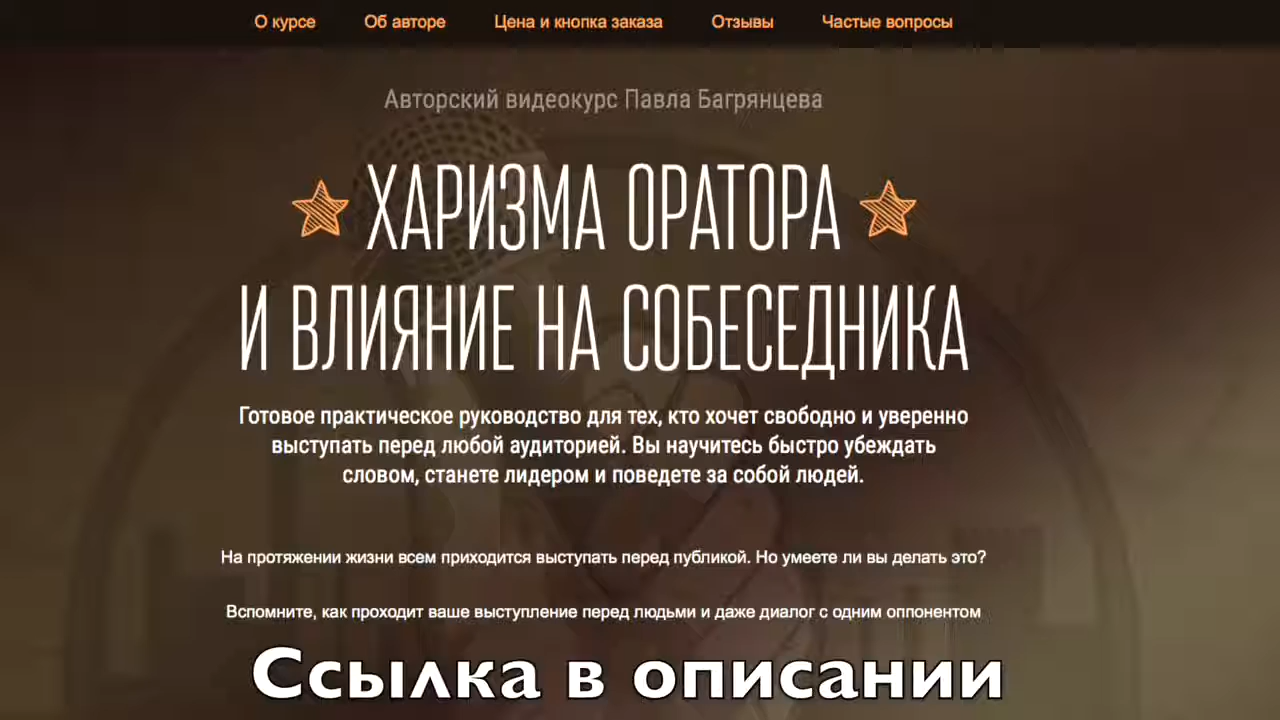 О курсе Об авторе Цена и кнопка заказа Отзывы Частые вопросы
Авторский видеокурс Павла Багрянцева
ХАРИЗМА ОРАТОРА
И ВЛИЯНИЕ НА СОБЕСЕДНИКА
Готовое практическое руководство для тех, кто хочет свободно и уверенно
выступать перед любой аудиторией. Вы научитесь быстро убеждать
словом, станете лидером и поведете за собой людей.
На протяжении жизни всем приходится выступать перед публикой. Но умеете ли вы делать это?
Вспомните, как проходит ваше выступление перед людьми и даже диалог с одним оппонентом
Ссылка в описании